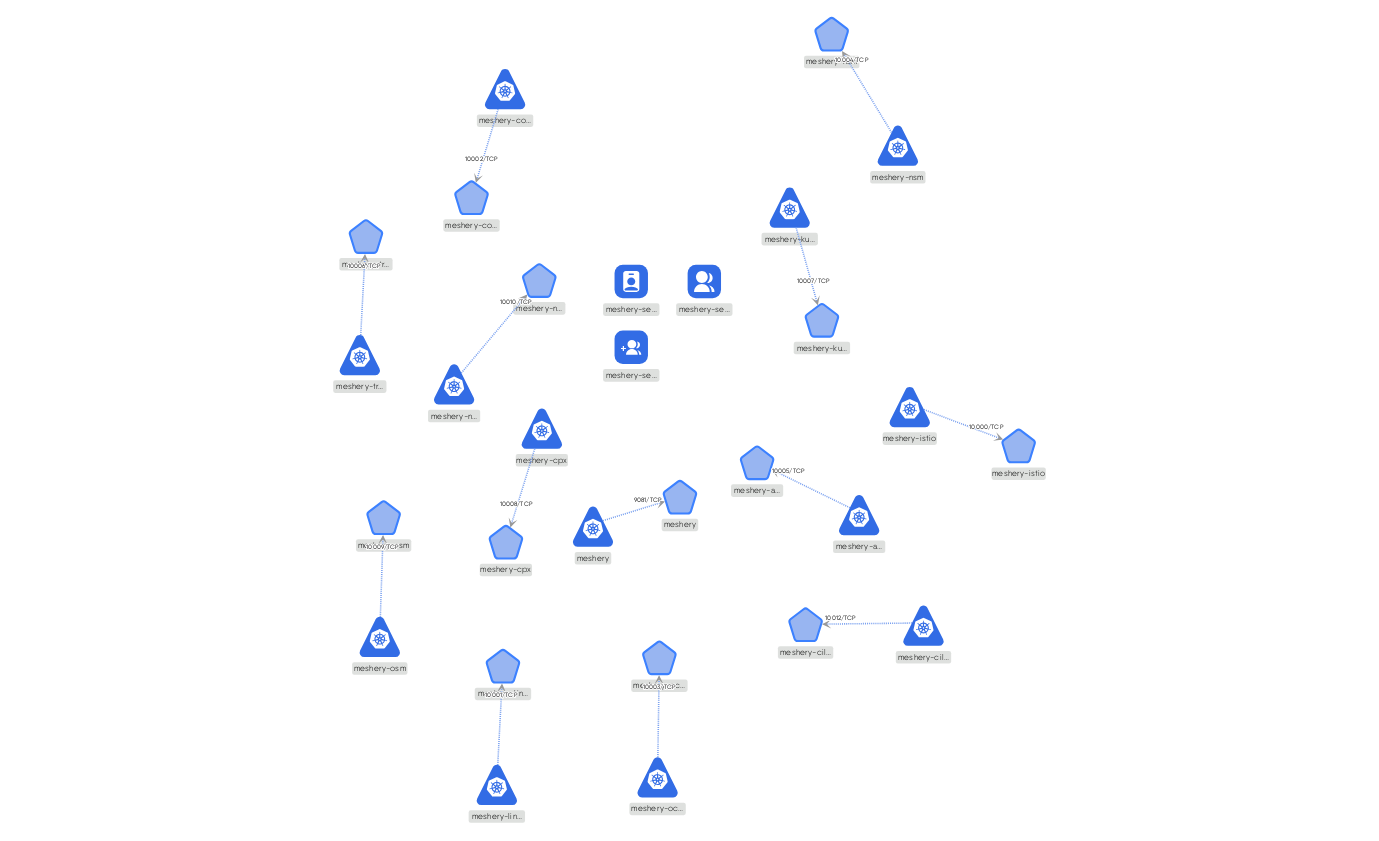 10004/TCP
meshery-co...
meshery-nsm
10002/TCP
meshery-co...
meshery-ku...
10007/TCP
meshery-ku...
10006/TCP
meshery-tr...
10010/TCP
meshery-n...
meshery-n...
meshery-se...
meshery-se...
meshery-se...
meshery-istio
10000/TCP
meshery-istio
meshery-cpx
10008/TCP
meshery-cpx
9081/TCP
meshery
meshery
10005/TCP
meshery-a...
meshery-a...
10009/TCP
meshery-osm
10012/TCP
meshery-cil...
meshery-cil...
10001/TCP
meshery-lin...
10003/TCP
meshery-oc...